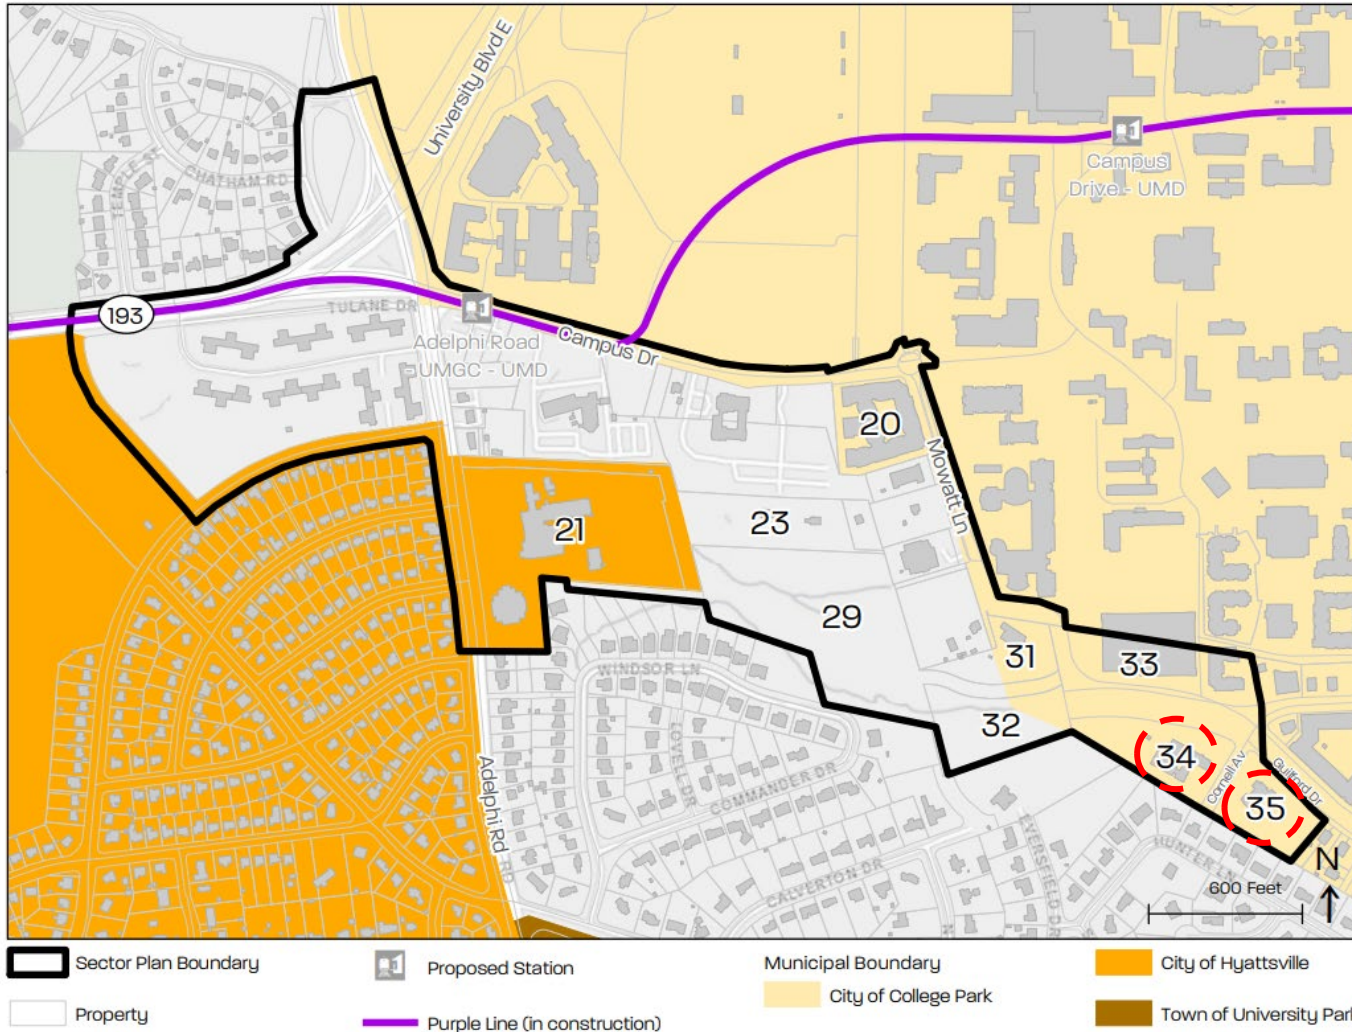 University Blvd E
TEMPLE ST
CHATHAM RD
Campus
Drive - UMD
193
TULANE DR
Adelphi Road
- UMGC - UMD
Campus Dr
20
Mowatt Ln
21
23
29
31
33
WINDSOR LN
32
34
LOVELL DR
COMMANDER DR
Cornell Av
Guilford Dr
35
Adelphi Rd
RD
CALVERTON DR
EVERSFIELD DR
HUNTER LN
N
600 Feet
Sector Plan Boundary
Proposed Station
Municipal Boundary
City of Hyattsville
City of College Park
Property
Purple Line (in construction)
Town of University Park